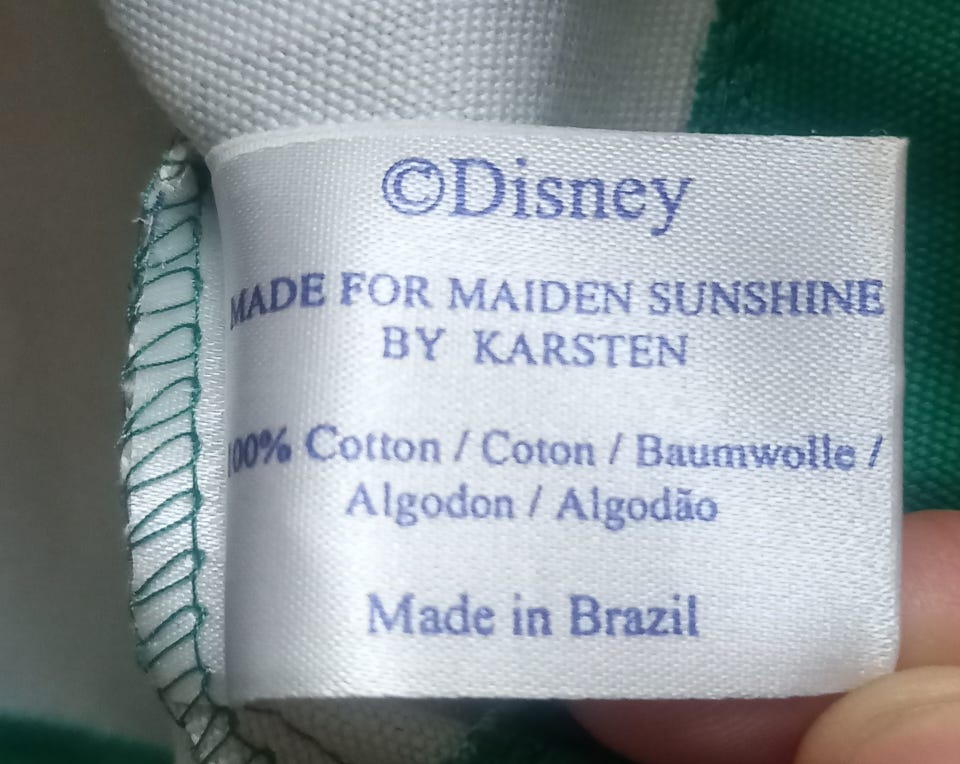 ©Disney
MADE FOR MAIDEN SUNSHINE
BY KARSTEN
100% Cotton / Coton / Baumwolle /
Algodon / Algodão
Made in Brazil